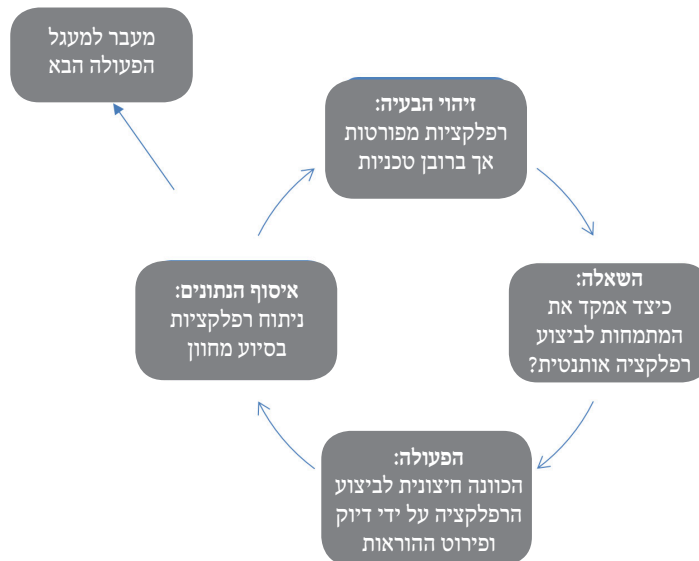 מעבר למעגל
הפעולה הבא
זיהוי הבעיה:
רפלקציות מפורטות
אך ברובן טכניות
השאלה:
כיצד אמקד את
המתמחות לביצוע
רפלקציה אותנטית?
הפעולה:
הכוונה חיצונית לביצוע
הרפלקציה על ידי דיוק
ופירוט ההוראות
איסוף הנתונים:
ניתוח רפלקציות
בסיוע מחוון